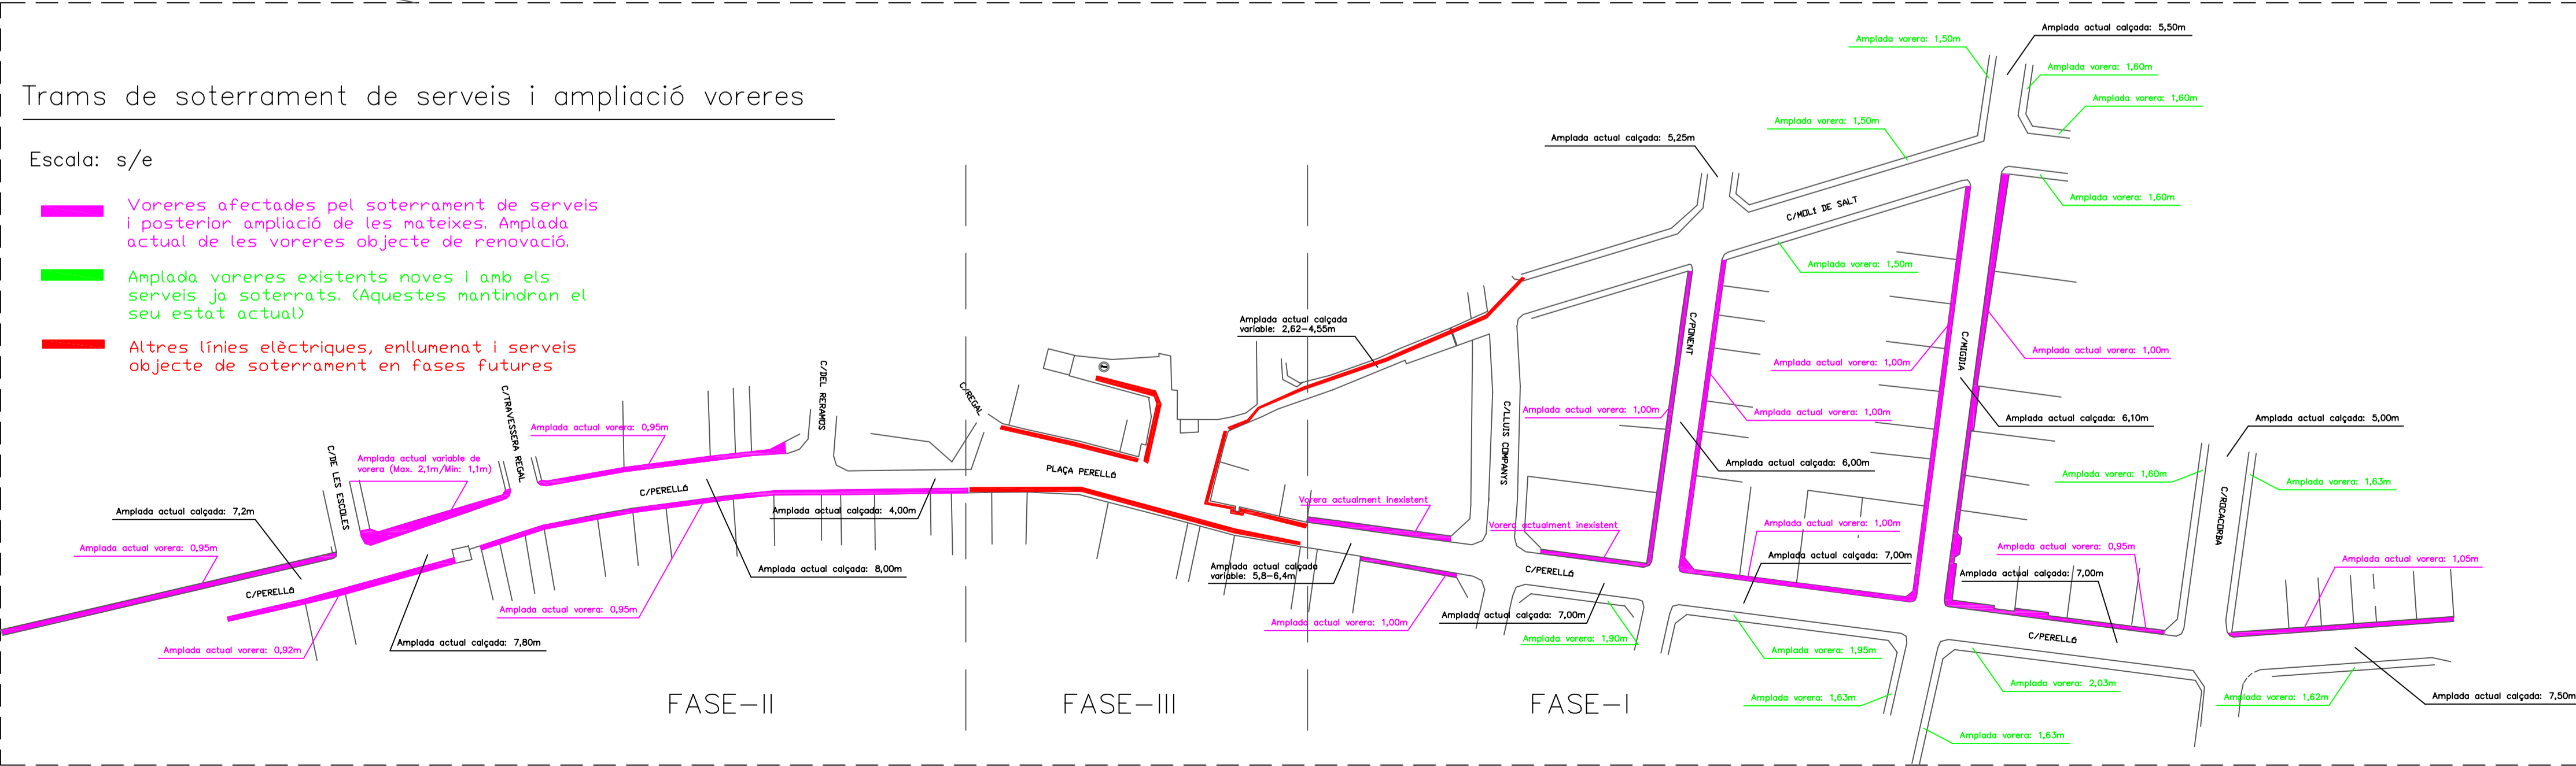 Trams de soterrament de serveis i ampliació voreres
Escala: s/e
Voreres afectades pel soterrament de serveis
i posterior ampliació de les mateixes. Amplada
actual de les voreres objecte de renovació.
Amplada voreres existents noves i amb els
serveis ja soterrats. (Aquestes mantindran el
seu estat actual)
Altres línies elèctriques, enllumenat i serveis
objecte de soterrament en fases futures
C/DE LES ESCOLES
C/TRAVESSERA REGAL
C/DEL RERAMOS
C/REGAL
Amplada actual vorera: 0,95m
Amplada actual variable de
vorera (Max. 2,1m/Min: 1,1m)
Amplada actual calçada: 7,2m
Amplada actual vorera: 0,95m
C/PERELLÓ
C/PERELLÓ
Amplada actual calçada: 4,00m
Amplada actual calçada: 8,00m
Amplada actual vorera: 0,95m
Amplada actual calçada: 7,80m
Amplada actual vorera: 0,92m
FASE-II
PLAÇA PERELLÓ
Amplada actual calçada
variable: 2,62-4,55m
Amplada actual calçada
variable: 5,8-6,4m
FASE-III
Amplada vorera: 1,50m
Amplada actual calçada: 5,50m
Amplada vorera: 1,60m
Amplada vorera: 1,60m
Amplada vorera: 1,50m
Amplada actual calçada: 5,25m
Amplada vorera: 1,60m
C/MOLÍ DE SALT
Amplada vorera: 1,50m
C/PONENT
C/MIGDIA
Amplada actual vorera: 1,00m
Amplada actual vorera: 1,00m
Amplada actual vorera: 1,00m
Amplada actual vorera: 1,00m
Amplada actual calçada: 6,10m
Amplada actual calçada: 5,00m
C/LLUIS COMPANYS
Amplada actual calçada: 6,00m
Amplada vorera: 1,60m
Amplada vorera: 1,63m
C/ROCACORBA
Vorera actualment inexistent
Vorera actualment inexistent
Amplada actual vorera: 1,00m
Amplada actual calçada: 7,00m
Amplada actual vorera: 0,95m
Amplada actual vorera: 1,05m
Amplada actual calçada: 7,00m
C/PERELLÓ
Amplada actual calçada: 7,00m
Amplada actual vorera: 1,00m
Amplada vorera: 1,90m
Amplada vorera: 1,95m
C/PERELLÓ
Amplada vorera: 2,03m
Amplada vorera: 1,63m
Amplada vorera: 1,62m
Amplada actual calçada: 7,50m
Amplada vorera: 1,63m
FASE-I